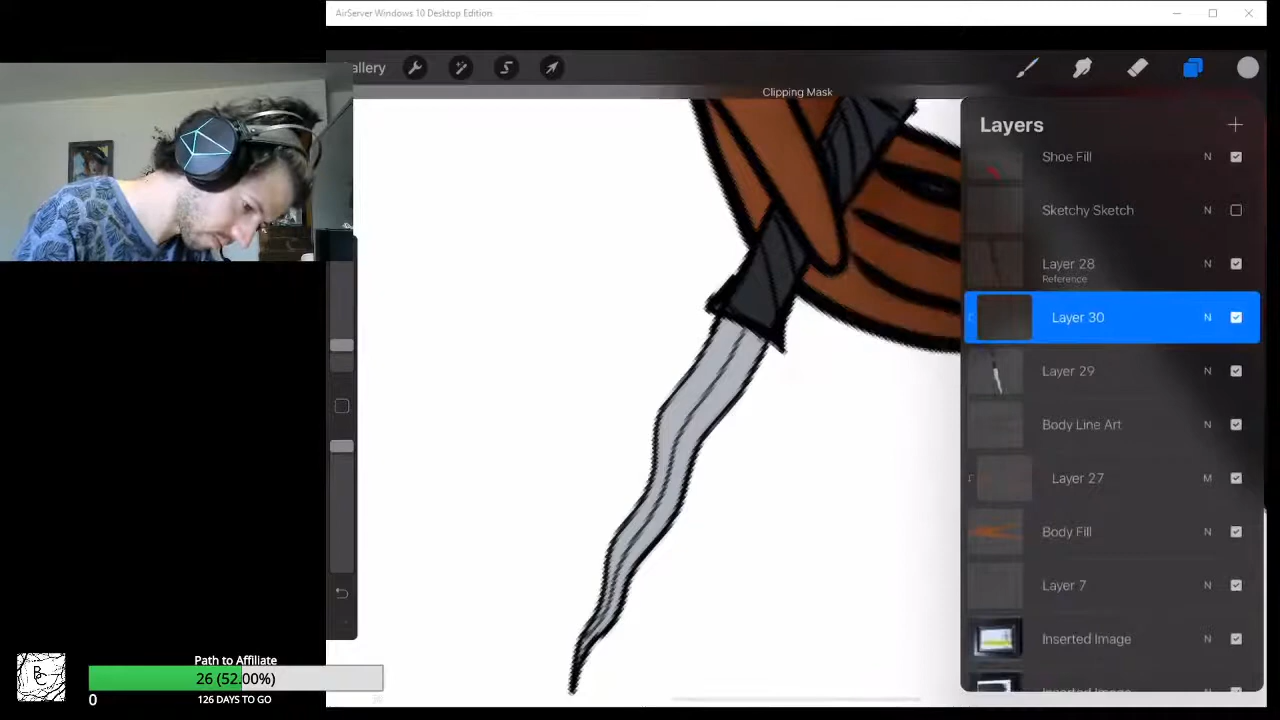 AirServer Windows 10 Desktop Edition
allery
Clipping Mask
Layers
Shoe Fill N
Sketchy Sketch N
Layer 28 N
Reference
Layer 30 N
Layer 29 N
Body Line Art N
Layer 27 M
Body Fill N
Layer 7 N
Inserted Image N
Inserted Image
Path to Affiliate
26 (52.00%)
0
126 DAYS TO GO